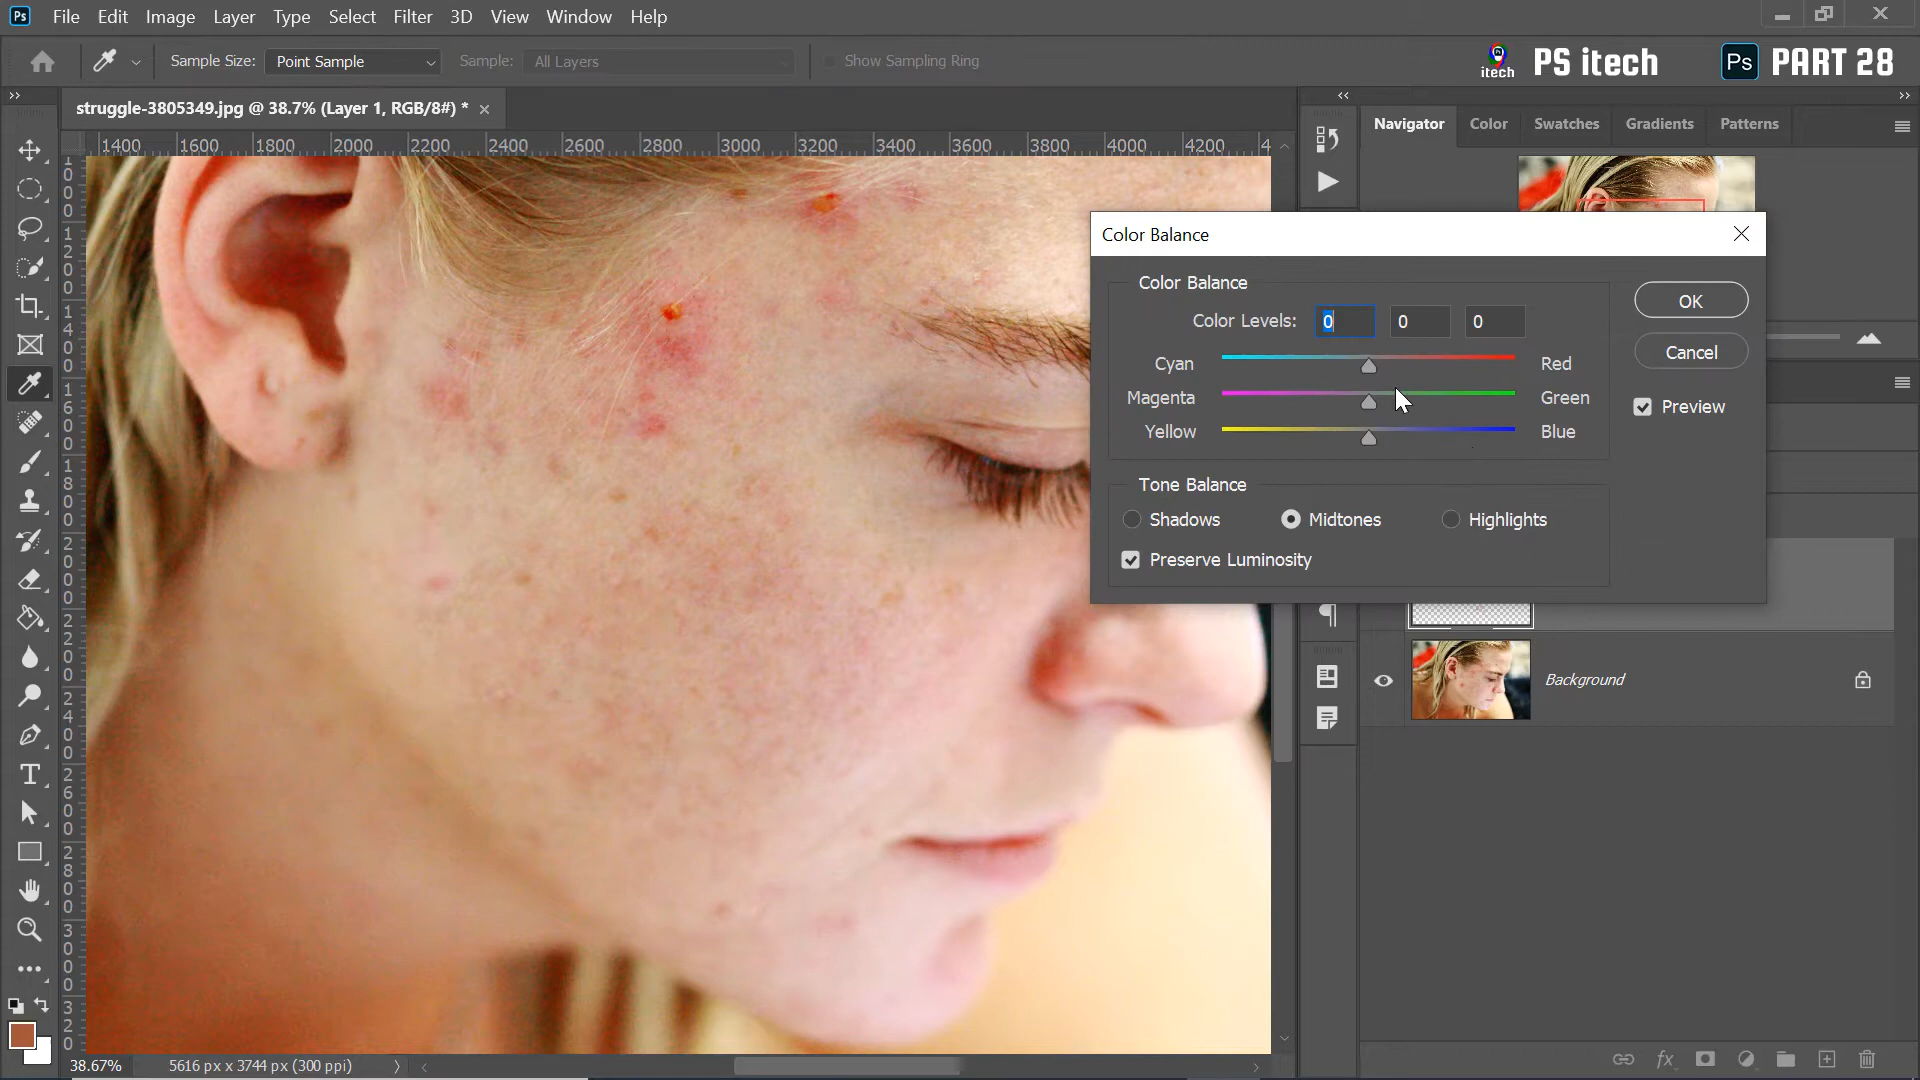 Ps File Edit Image Layer Type Select Filter 3D View Window Help
Sample Size: Point Sample Sample: All Layers Show Sampling Ring
itech PS itech Ps PART 28
struggle-3805349.jpg @ 38.7% (Layer 1, RGB/8#) *
Navigator Color Swatches Gradients Patterns
1400 1600 1800 2000 2200 2400 2600 2800 3000 3200 3400 3600 3800 4000 4200 4
Color Balance
Color Balance
Color Levels: 0 0 0
OK
Cyan Red
Cancel
Magenta Green
Preview
Yellow Blue
Tone Balance
Shadows Midtones Highlights
Preserve Luminosity
Background
38.67% 5616 px x 3744 px (300 ppi)
fx